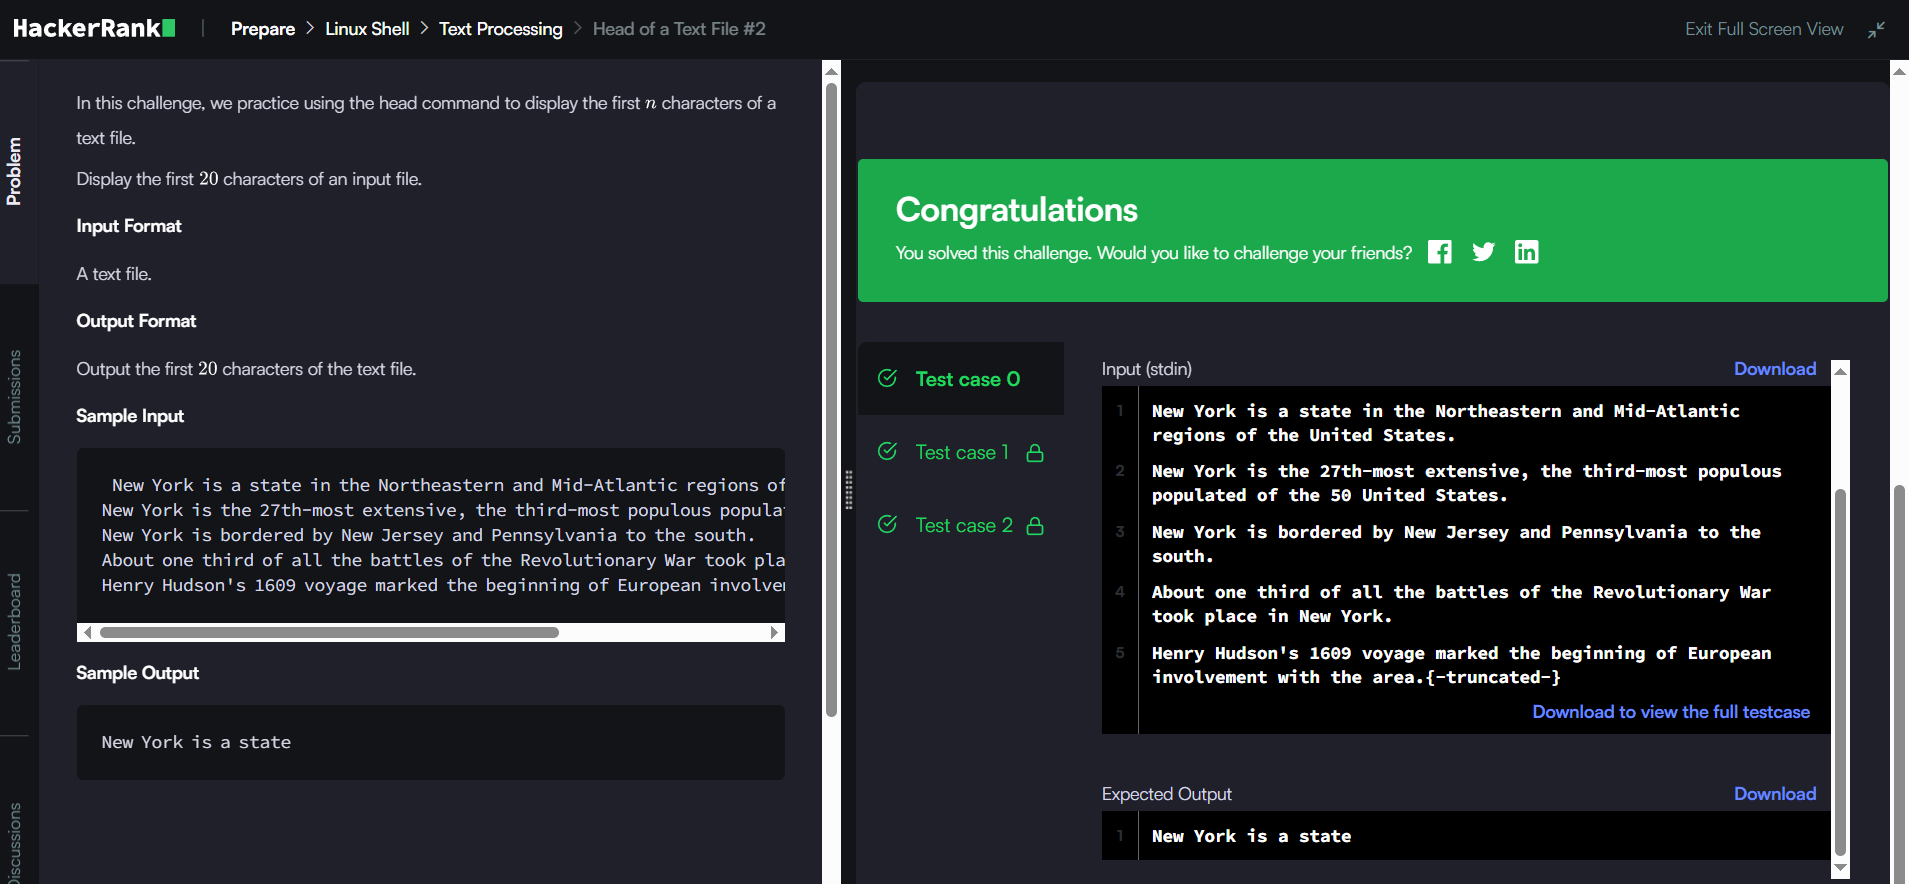 HackerRank
Prepare > Linux Shell > Text Processing > Head of a Text File #2
Exit Full Screen View
Problem
Submissions
Leaderboard
Discussions
In this challenge, we practice using the head command to display the first n characters of a
text file.
Display the first 20 characters of an input file.
Input Format
A text file.
Output Format
Output the first 20 characters of the text file.
Sample Input
New York is a state in the Northeastern and Mid-Atlantic regions of
New York is the 27th-most extensive, the third-most populous populat
New York is bordered by New Jersey and Pennsylvania to the south.
About one third of all the battles of the Revolutionary War took pla
Henry Hudson's 1609 voyage marked the beginning of European involve
Sample Output
New York is a state
Congratulations
You solved this challenge. Would you like to challenge your friends?
Test case 0
Test case 1
Test case 2
Input (stdin)
Download
1 New York is a state in the Northeastern and Mid-Atlantic
regions of the United States.
2 New York is the 27th-most extensive, the third-most populous
populated of the 50 United States.
3 New York is bordered by New Jersey and Pennsylvania to the
south.
4 About one third of all the battles of the Revolutionary War
took place in New York.
5 Henry Hudson's 1609 voyage marked the beginning of European
involvement with the area.{-truncated-}
Download to view the full testcase
Expected Output
Download
1 New York is a state